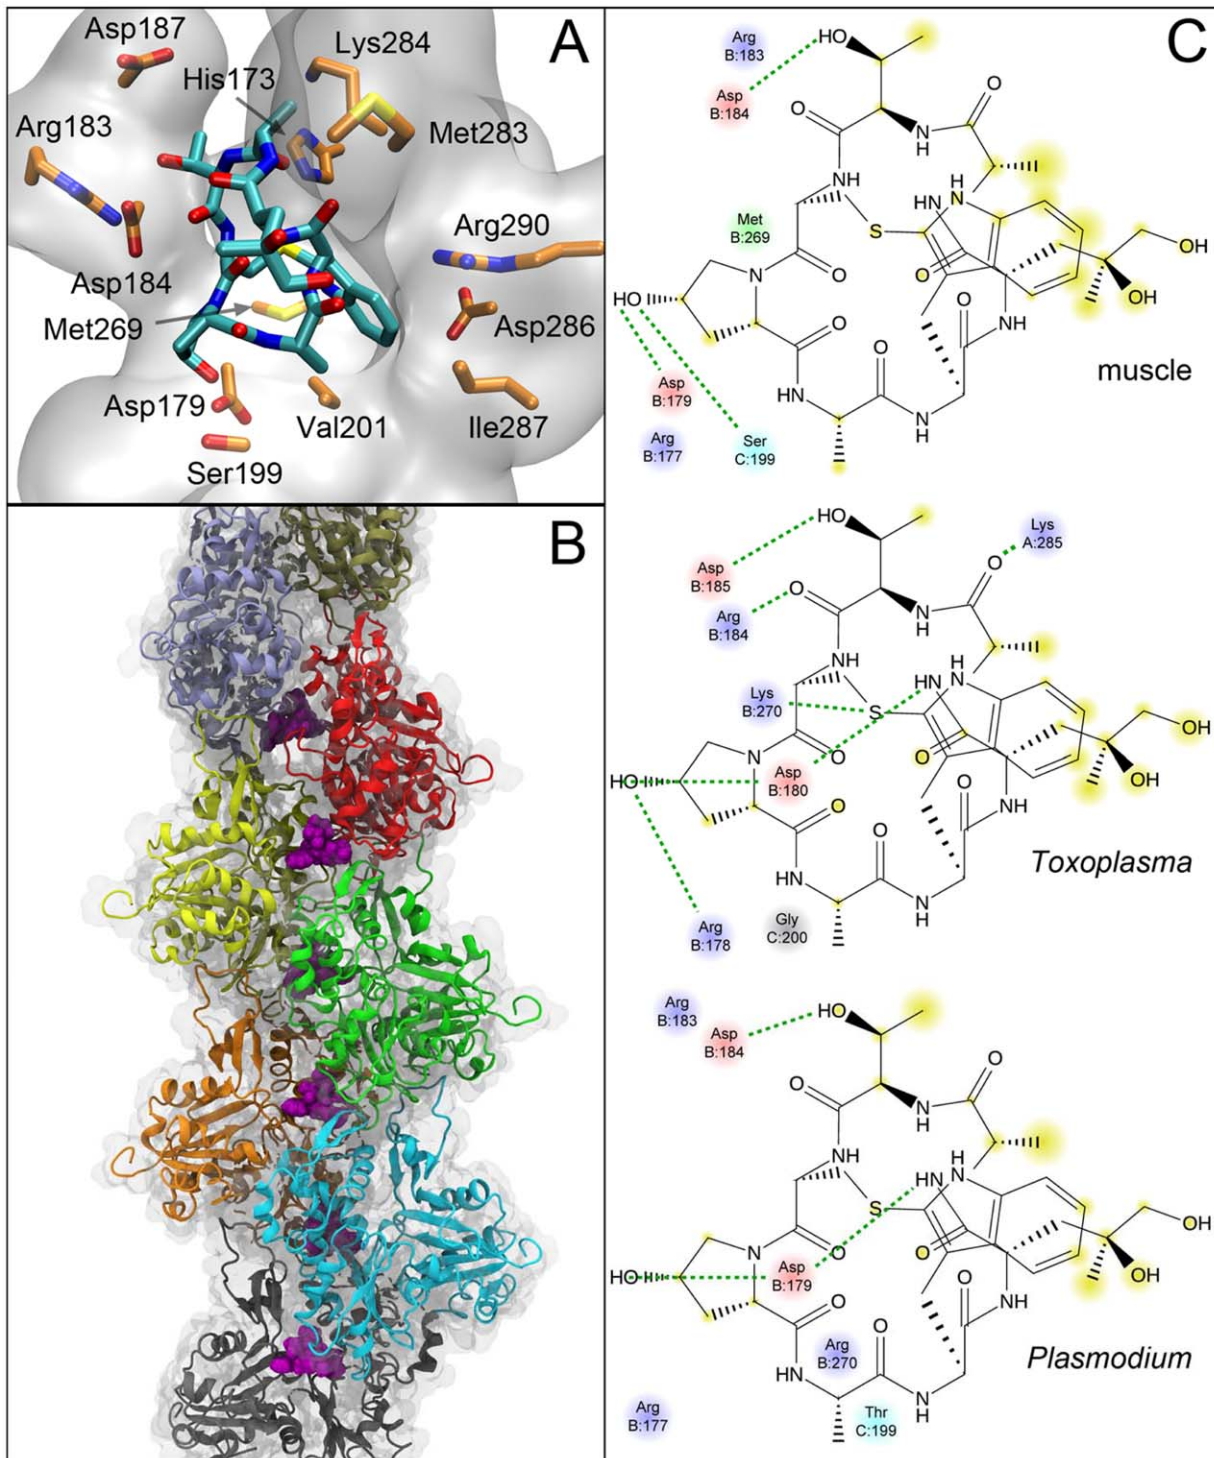 A
Asp187
Lys284
His173
Arg183
Met283
Arg290
Asp184
Met269
Asp286
Asp179
Val201
Ile287
Ser199
B
C
Arg
B:183
HO
Asp
B:184
O
O
N
H
NH
H
HN
N
Met
B:269
S
O
OH
N
O
OH
HO
NH
O
O
O
Asp
B:179
HN
O
N
H
muscle
Arg
B:177
Ser
C:199
HO
Lys
A:285
Asp
B:185
O
O
Arg
B:184
N
H
NH
H
HN
N
Lys
B:270
S
O
OH
N
O
OH
HO
Asp
B:180
NH
O
O
O
HN
O
N
H
Toxoplasma
Arg
B:178
Gly
C:200
Arg
B:183
HO
Asp
B:184
O
O
N
H
NH
H
HN
N
S
O
OH
N
O
OH
HO
Asp
B:179
NH
O
O
O
Arg
B:270
HN
O
N
H
Plasmodium
Arg
B:177
Thr
C:199